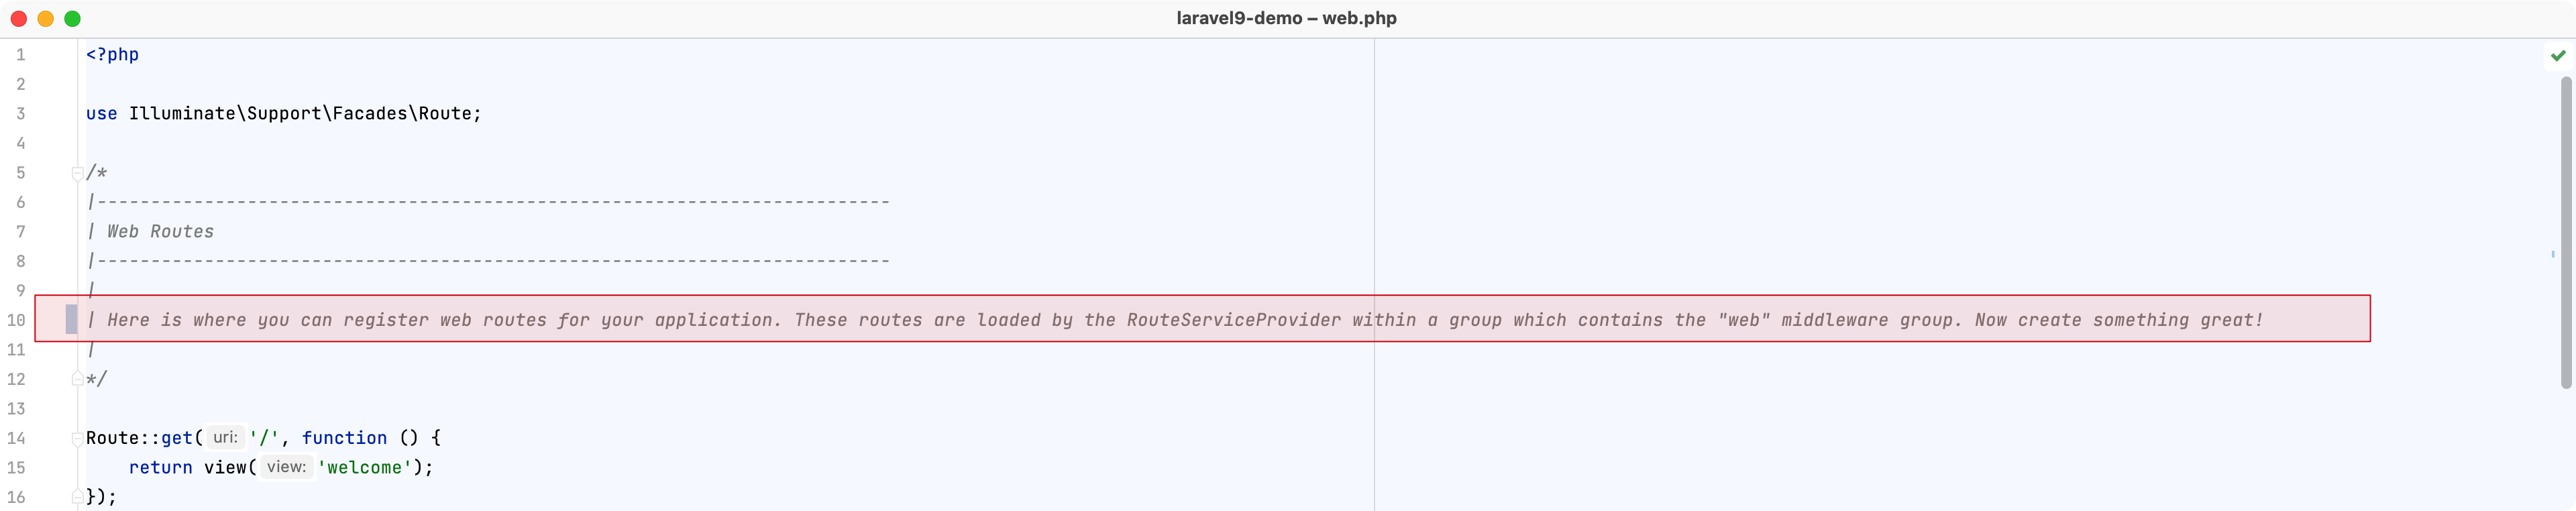 laravel9-demo – web.php
1 <?php
2
3 use Illuminate\Support\Facades\Route;
4
5 /*
6 |--------------------------------------------------------------------------
7 | Web Routes
8 |--------------------------------------------------------------------------
9 |
10 | Here is where you can register web routes for your application. These routes are loaded by the RouteServiceProvider within a group which contains the "web" middleware group. Now create something great!
11 |
12 */
13
14 Route::get( uri: '/', function () {
15     return view( view: 'welcome');
16 });